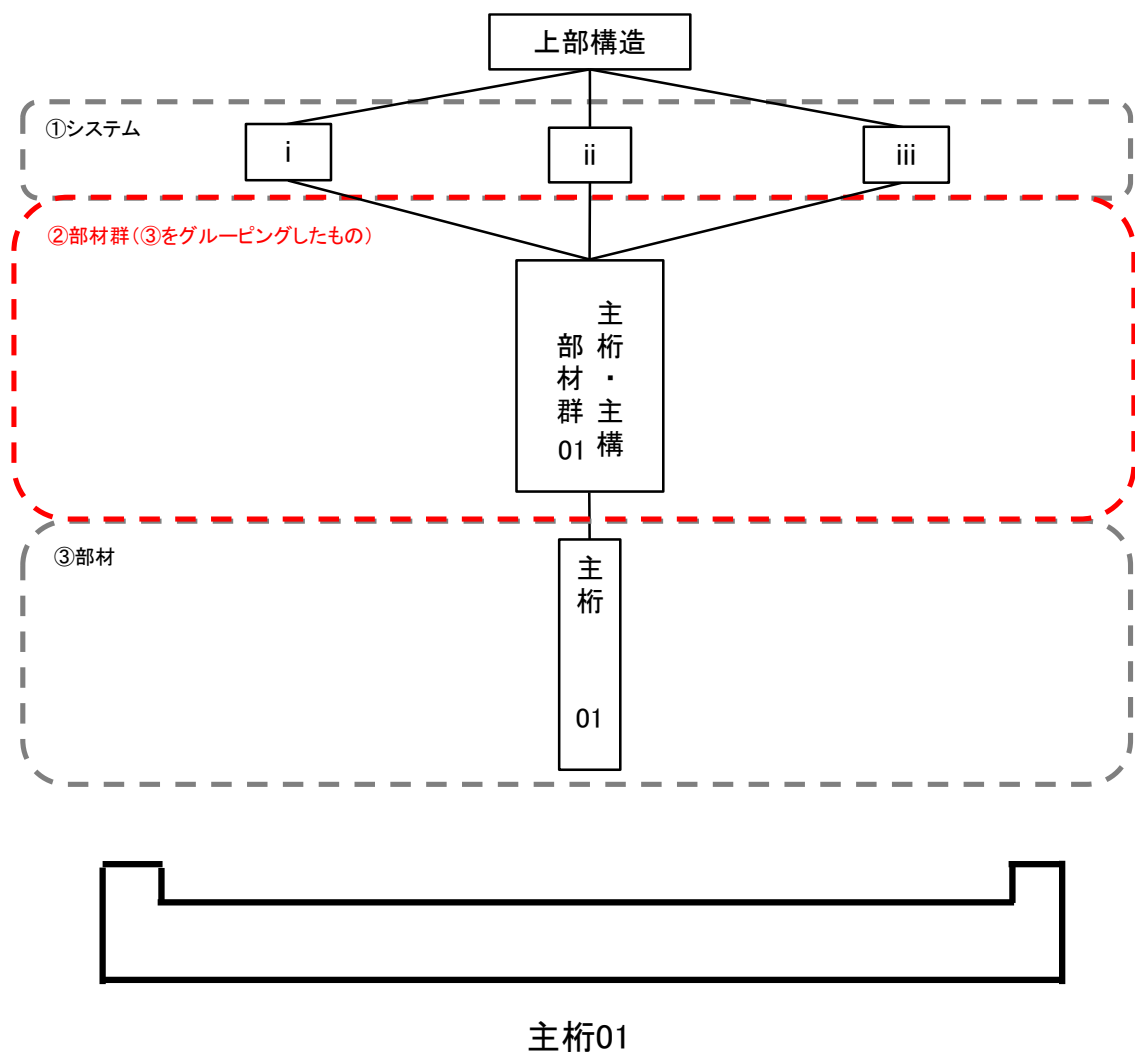 上部構造
①システム
i
ii
iii
②部材群(③をグルーピングしたもの)
主桁・主構
部材群01
③部材
主桁 01
主桁01